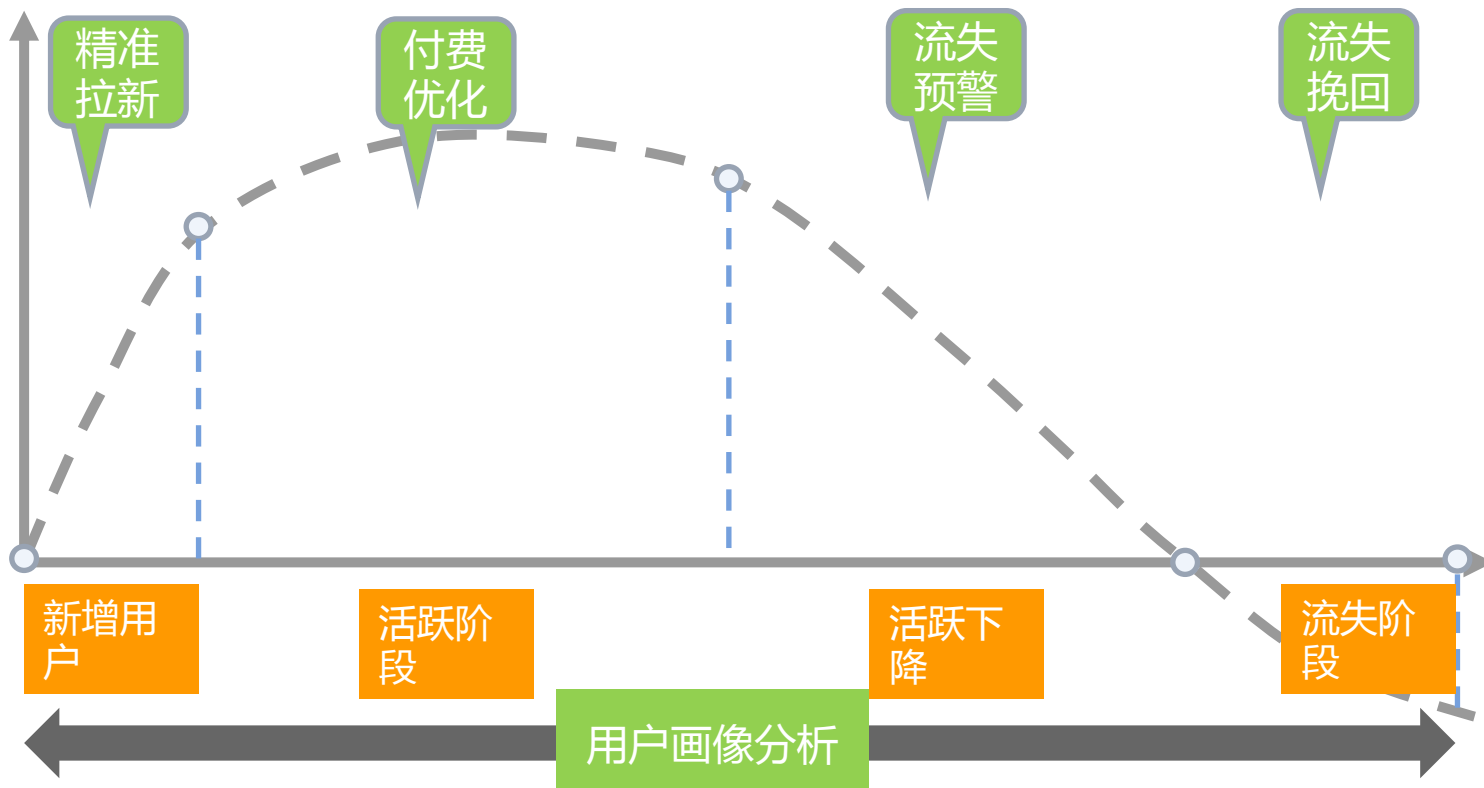 精准
拉新
付费
优化
流失
预警
流失
挽回
新增用
户
活跃阶
段
活跃下
降
流失阶
段
用户画像分析